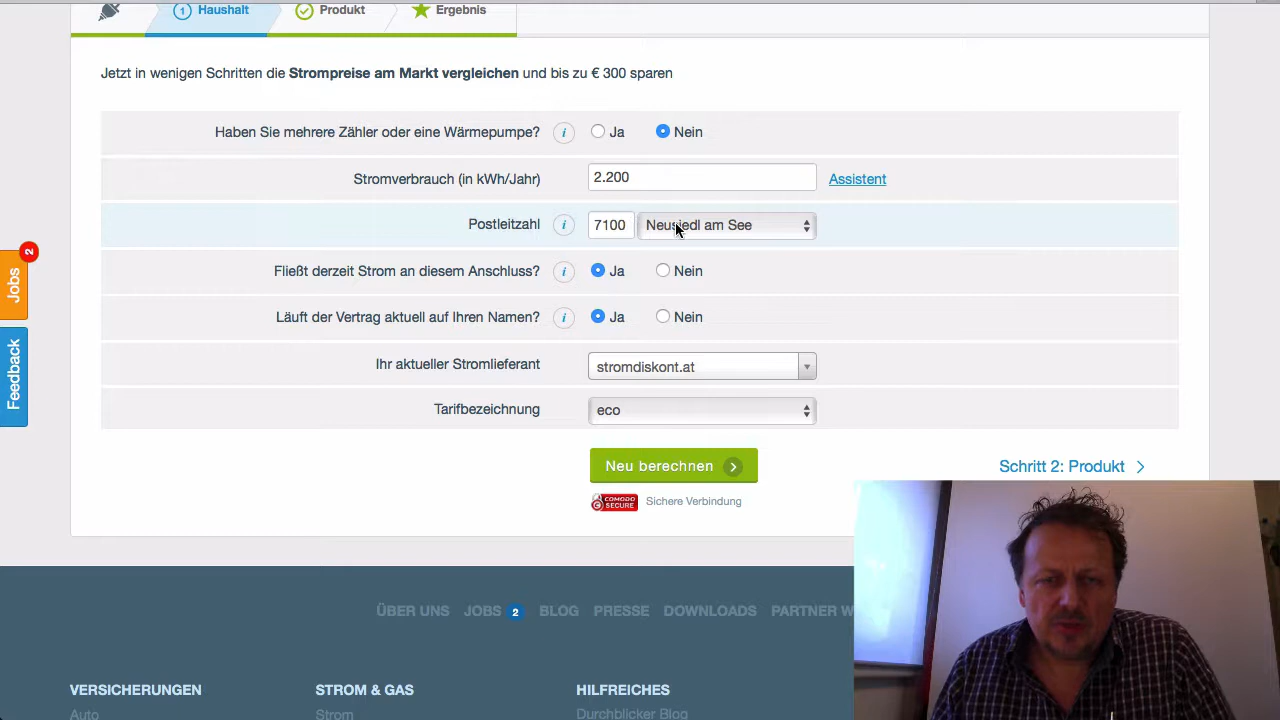 1 Haushalt
Produkt
Ergebnis
Jetzt in wenigen Schritten die Strompreise am Markt vergleichen und bis zu € 300 sparen
Haben Sie mehrere Zähler oder eine Wärmepumpe? i Ja Nein
Stromverbrauch (in kWh/Jahr) 2.200 Assistent
Postleitzahl i 7100 Neusiedl am See
Fließt derzeit Strom an diesem Anschluss? i Ja Nein
Läuft der Vertrag aktuell auf Ihren Namen? i Ja Nein
Ihr aktueller Stromlieferant stromdiskont.at
Tarifbezeichnung eco
Neu berechnen
Schritt 2: Produkt
COMODO
SECURE
Sichere Verbindung
Jobs 2
Feedback
ÜBER UNS JOBS 2 BLOG PRESSE DOWNLOADS PARTNER W
VERSICHERUNGEN STROM & GAS HILFREICHES
Auto Strom Durchblicker Blog